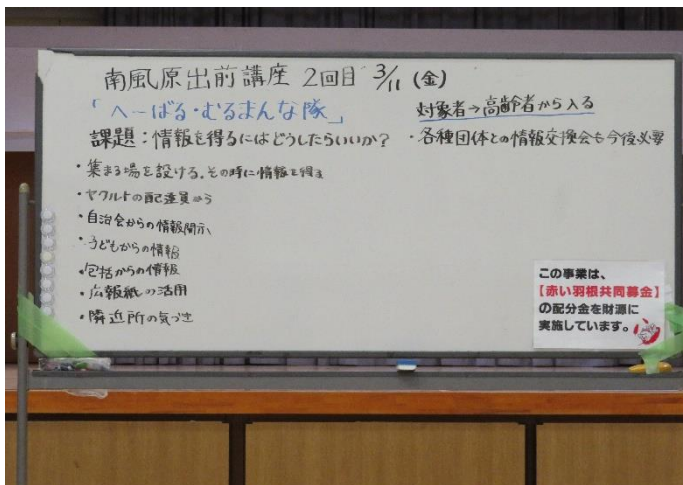 南風原出前講座 2回目 3/11(金)
「へーばる・むるまんな隊」
課題:情報を得るにはどうしたらいいか?
・集まる場を設ける。その時に情報を得る
・ヤクルトの配達員から
・自治会からの情報開示
・子どもからの情報
・包括からの情報
・広報紙の活用
・隣近所の気づき
対象者→高齢者から入る
・各種団体との情報交換会も今後必要
この事業は、
【赤い羽根共同募金】
の配分金を財源に
実施しています。